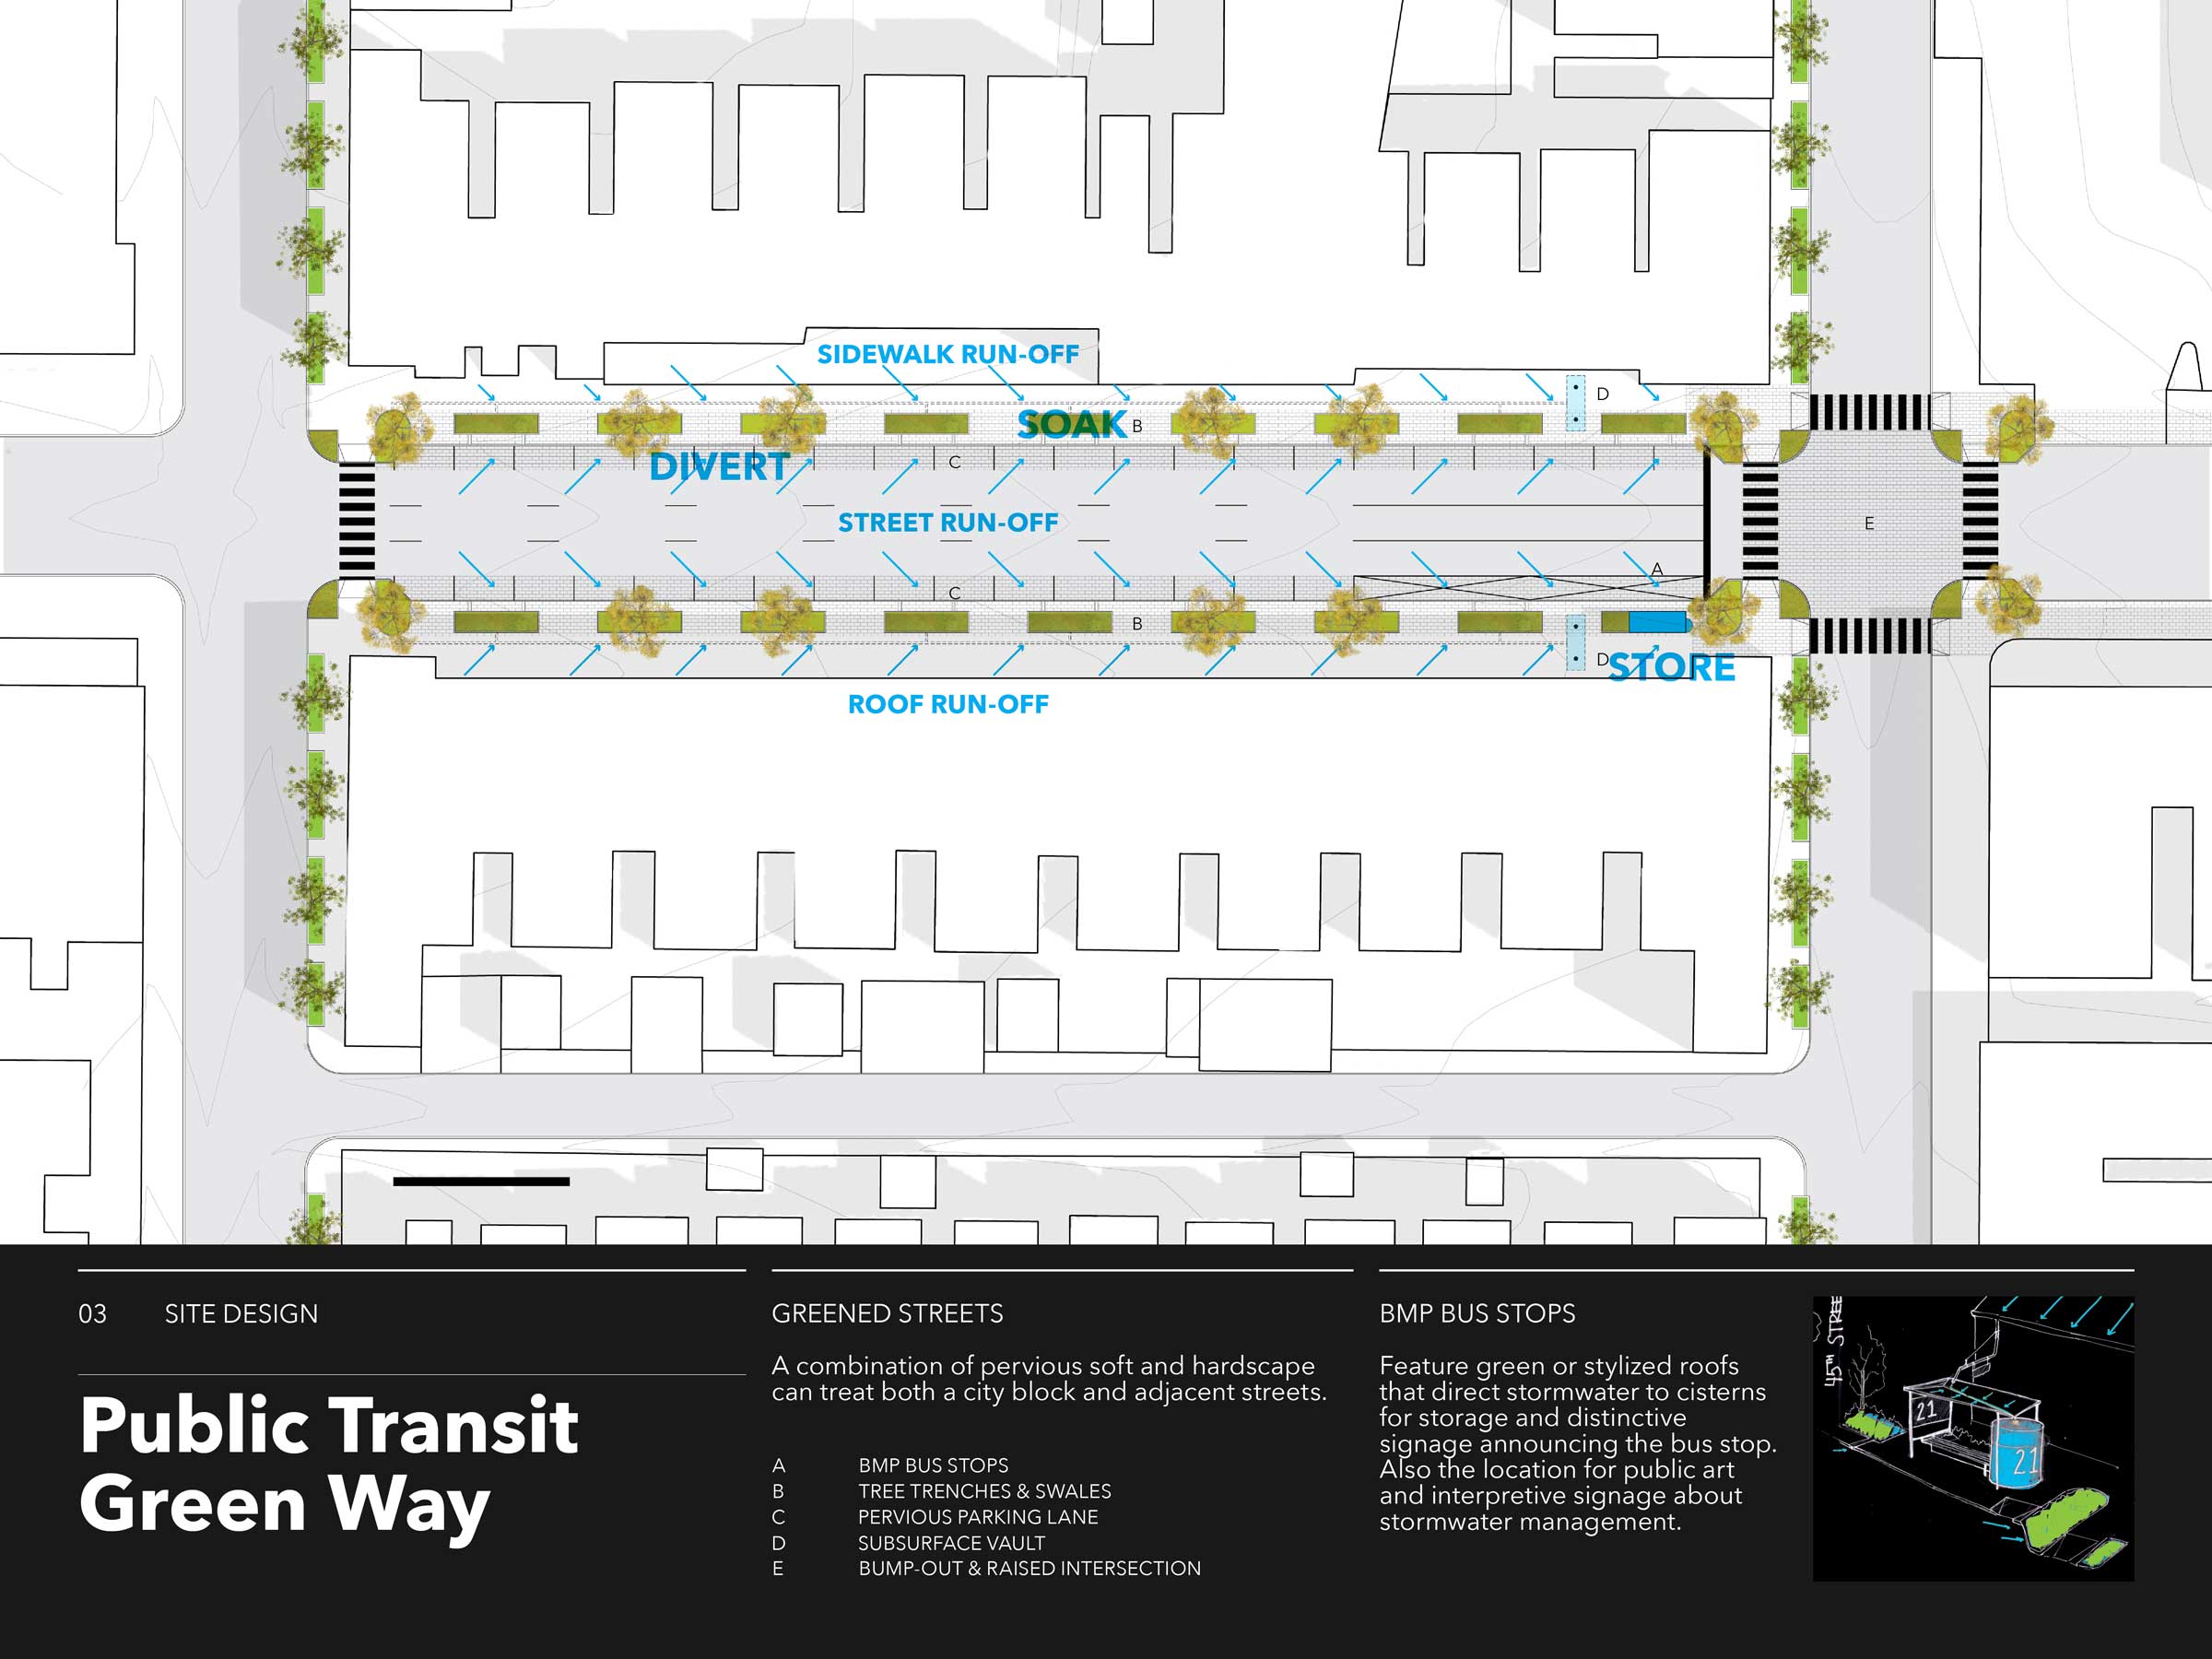 SIDEWALK RUN-OFF
D
SOAK
B
DIVERT
C
STREET RUN-OFF
E
A
C
B
D
STORE
ROOF RUN-OFF
03 SITE DESIGN
Public Transit
Green Way
GREENED STREETS
A combination of pervious soft and hardscape
can treat both a city block and adjacent streets.
A BMP BUS STOPS
B TREE TRENCHES & SWALES
C PERVIOUS PARKING LANE
D SUBSURFACE VAULT
E BUMP-OUT & RAISED INTERSECTION
BMP BUS STOPS
Feature green or stylized roofs
that direct stormwater to cisterns
for storage and distinctive
signage announcing the bus stop.
Also the location for public art
and interpretive signage about
stormwater management.
45TH STREET
21
21